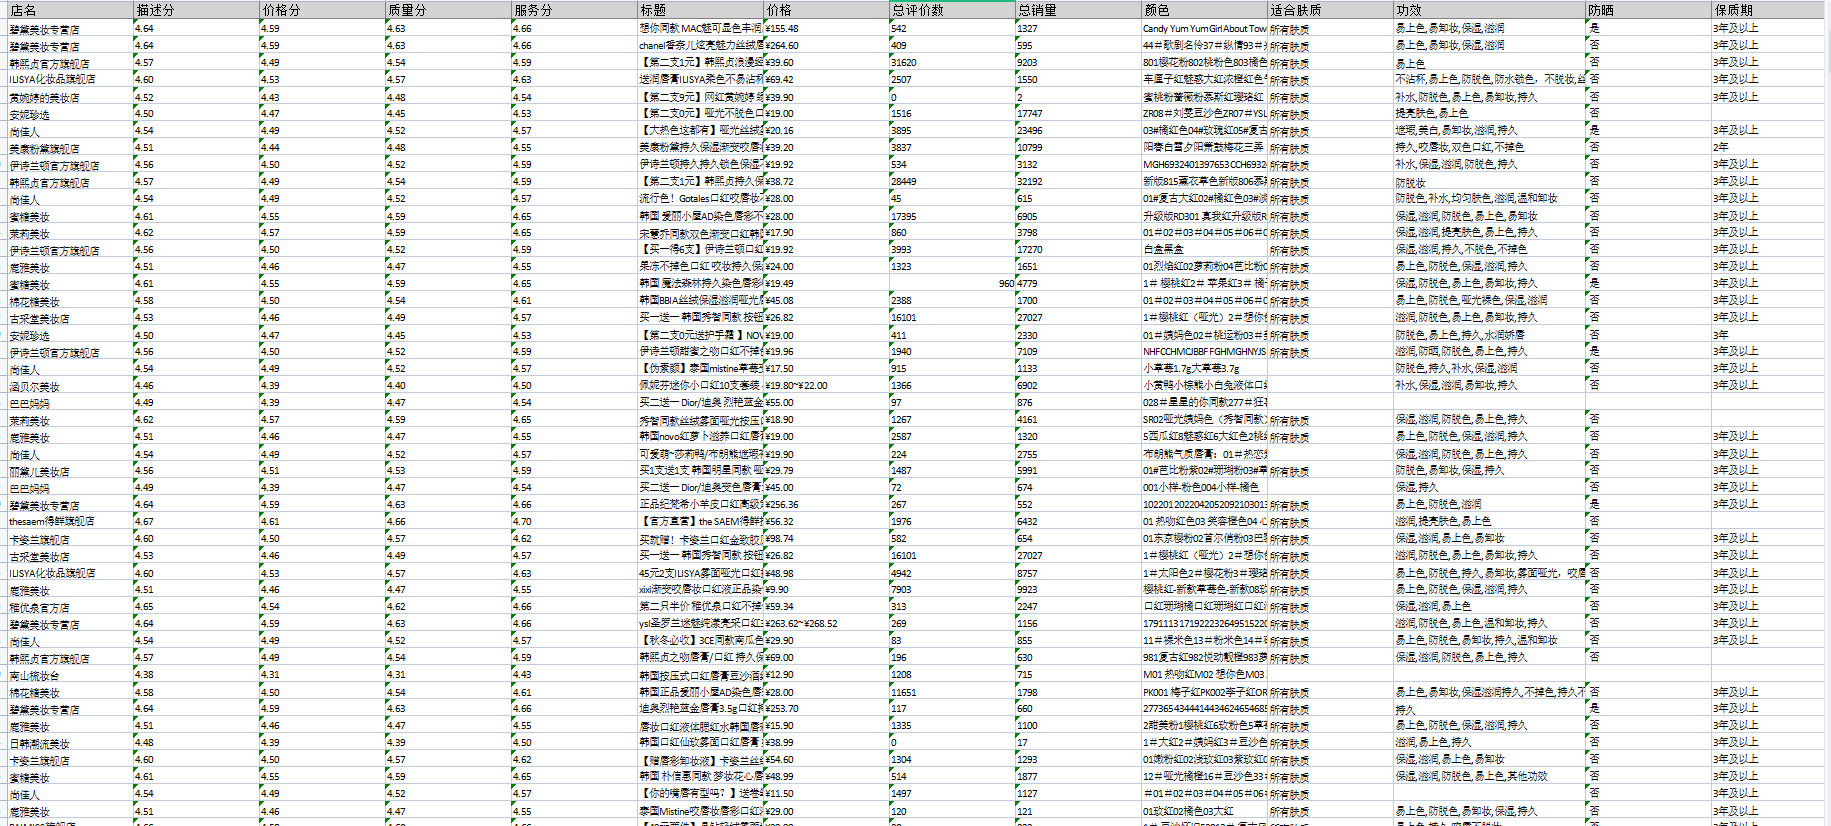 店名 描述分 价格分 质量分 服务分 标题 价格 总评价数 总销量 颜色 适合肤质 功效 防晒 保质期
碧黛美妆专营店 4.64 4.59 4.63 4.66 想你同款 MAC魅可显色丰润 ¥155.48 542 1327 Candy Yum YumGirl About Tow 所有肤质 易上色,易卸妆,保湿,滋润 是 3年及以上
碧黛美妆专营店 4.64 4.59 4.63 4.66 chanel香奈儿炫亮魅力丝绒 ¥264.60 409 595 44＃歌剧名伶37＃纵情93＃ 所有肤质 易上色,易卸妆,保湿,滋润 否 3年及以上
韩熙贞官方旗舰店 4.57 4.49 4.54 4.59 【第二支1元】韩熙贞浪漫 ¥39.60 31620 9203 801樱花粉802桃粉色803橘色 所有肤质 易上色 否 3年及以上
ILISYA化妆品旗舰店 4.60 4.53 4.57 4.63 送润唇膏ILISYA柔色不易沾杯 ¥69.42 2507 1550 车厘子红魅惑大红浓橙红色 所有肤质 不沾杯,易上色,防脱色,防水锁色，不脱妆, 否 3年及以上
黄婉婷的美妆店 4.52 4.43 4.48 4.54 【第二支9元】网红黄婉婷 ¥39.90 0 2 蜜桃粉蔷薇粉慕斯红璎珞红 所有肤质 补水,防脱色,易上色,易卸妆,持久 否 3年及以上
安妮珍选 4.50 4.47 4.45 4.53 【第二支0元】哑光不脱色口 ¥19.00 1516 17747 ZR08＃刘雯豆沙色ZR07＃YSL 所有肤质 提亮肤色,易上色 否
尚佳人 4.54 4.49 4.52 4.57 【大热色这都有】哑光丝绒 ¥20.16 3895 23496 03#橘红色04#玫瑰红05#复古 所有肤质 遮瑕,美白,易卸妆,滋润,持久 是 3年及以上
美康粉黛旗舰店 4.51 4.44 4.48 4.55 美康粉黛持久保湿渐变咬唇 ¥39.20 3837 10799 阳春白雪夕阳箫鼓梅花三弄 所有肤质 持久,咬唇妆,双色口红,不掉色 否 2年
伊诗兰顿官方旗舰店 4.56 4.50 4.52 4.59 伊诗兰顿持久持久锁色保湿 ¥19.92 534 3132 MGH6932401397653CCH6932 所有肤质 补水,保湿,滋润,防脱色,持久 否 3年及以上
韩熙贞官方旗舰店 4.57 4.49 4.54 4.59 【第二支1元】韩熙贞持久保 ¥38.72 28449 32192 新版815薰衣草色新版806 所有肤质 防脱妆 否 3年及以上
尚佳人 4.54 4.49 4.52 4.57 流行色！Gotales口红咬唇妆 ¥28.00 45 615 01#复古大红02#橘红色03# 所有肤质 防脱色,补水,均匀肤色,滋润,温和卸妆 否 3年及以上
蜜糖美妆 4.61 4.55 4.59 4.65 韩国 爱丽小屋AD染色唇彩不 ¥28.00 17395 6905 升级版RD301 真我红升级版R 所有肤质 保湿,滋润,防脱色,易上色,易卸妆 否 3年及以上
茉莉美妆 4.62 4.57 4.59 4.65 宋慧乔同款双色渐变口红韩 ¥17.90 860 3798 01＃02＃03＃04＃05＃06＃0 所有肤质 保湿,滋润,提亮肤色,易上色,持久 否 3年及以上
伊诗兰顿官方旗舰店 4.56 4.50 4.52 4.59 【买一得6支】伊诗兰顿口红 ¥19.92 3993 17270 白盒黑盒 所有肤质 保湿,滋润,持久,不脱色,不掉色 否 3年及以上
鹿雅美妆 4.51 4.46 4.47 4.55 果冻不掉色口红 咬妆持久保 ¥24.00 1323 1651 01烈焰红02萝莉粉04芭比粉 所有肤质 易上色,防脱色,保湿,滋润,持久 否 3年及以上
蜜糖美妆 4.61 4.55 4.59 4.65 韩国 魔法森林持久染色唇彩 ¥19.49 960 4779 1＃ 樱桃红2＃ 苹果红3＃ 橘 所有肤质 保湿,防脱色,易上色,易卸妆,持久 是 3年及以上
棉花糖美妆 4.58 4.50 4.54 4.61 韩国BBIA丝绒保湿滋润哑光 ¥45.08 2388 1700 01＃02＃03＃04＃05＃06＃0 所有肤质 易上色,防脱色,哑光裸色,保湿,滋润 否 3年及以上
古采堂美妆店 4.53 4.46 4.49 4.57 买一送一 韩国秀智同款 按钮 ¥26.82 16101 27027 1＃樱桃红（哑光）2＃想你 所有肤质 滋润,防脱色,易上色,易卸妆,持久 否 3年及以上
安妮珍选 4.50 4.47 4.45 4.53 【第二支0元送护手霜 】NOV ¥19.00 411 2330 01＃姨妈色02＃桃运粉03＃ 所有肤质 防脱色,易上色,持久,水润娇唇 否 3年
伊诗兰顿官方旗舰店 4.56 4.50 4.52 4.59 伊诗兰顿甜蜜之吻口红不掉 ¥19.96 1940 7109 NHFCCHMCJBBFFGHMGHNYJS 所有肤质 滋润,防晒,防脱色,易上色,持久 是 3年及以上
尚佳人 4.54 4.49 4.52 4.57 【伪素颜】泰国mistine草莓 ¥17.50 915 1133 小草莓1.7g大草莓3.7g 防脱色,持久,补水,保湿,滋润 否 3年及以上
涵贝尔美妆 4.46 4.39 4.40 4.50 佩妮芬迷你小口红10支套装 ¥19.80~¥22.00 1366 6902 小黄鸭小棕熊小白兔液体口 补水,保湿,滋润,易卸妆,持久 否 3年及以上
巴巴妈妈 4.49 4.39 4.47 4.54 买二送一 Dior/迪奥 烈艳蓝金 ¥55.00 97 876 028＃星星的你同款277＃狂
茉莉美妆 4.62 4.57 4.59 4.65 秀智同款丝绒雾面哑光按压 ¥18.90 1267 4161 SR02哑光姨妈色（秀智同款） 所有肤质 保湿,滋润,防脱色,易上色,持久 否
鹿雅美妆 4.51 4.46 4.47 4.55 韩国novo红萝卜滋养口红唇 ¥19.00 2587 1320 5西瓜红8魅惑红6大红色2桃 所有肤质 易上色,防脱色,保湿,滋润,持久 否 3年及以上
尚佳人 4.54 4.49 4.52 4.57 可爱萌~莎莉鸭/布朗熊遮瑕 ¥19.90 224 2755 布朗熊气质唇膏：01＃热恋 所有肤质 保湿,滋润,防脱色,易上色,持久 否 3年及以上
丽黛儿美妆店 4.56 4.51 4.53 4.59 买1支送1支 韩国明星同款 哑 ¥29.79 1487 5991 01#芭比粉紫02#珊瑚粉03# 所有肤质 防脱色,易卸妆,保湿,持久 否 3年及以上
巴巴妈妈 4.49 4.39 4.47 4.54 买二送一 Dior/迪奥变色唇膏 ¥45.00 72 674 001小样-粉色004小样-橘色 保湿,持久 否 3年及以上
碧黛美妆专营店 4.64 4.59 4.63 4.66 正品纪梵希小羊皮口红高级 ¥256.36 267 552 1022012022042052092103013 所有肤质 易上色,防脱色,滋润 是 3年及以上
thesaem得鲜旗舰店 4.67 4.61 4.66 4.70 【官方直营】the SAEM得鲜 ¥56.32 1976 6432 01 热吻红色03 笑容橙色04 心 所有肤质 滋润,提亮肤色,易上色 否
卡姿兰旗舰店 4.60 4.50 4.57 4.62 买就赠！卡姿兰口红金歌 ¥98.74 582 654 01东京樱粉02首尔俏粉03巴 所有肤质 保湿,滋润,易上色,易卸妆 否 3年及以上
古采堂美妆店 4.53 4.46 4.49 4.57 买一送一 韩国秀智同款 按钮 ¥26.82 16101 27027 1＃樱桃红（哑光）2＃想你 所有肤质 滋润,防脱色,易上色,易卸妆,持久 否 3年及以上
ILISYA化妆品旗舰店 4.60 4.53 4.57 4.63 45元2支ILISYA雾面哑光口红 ¥48.98 4942 8757 1＃太阳色2＃樱花粉3＃璎珞 所有肤质 易上色,防脱色,持久,易卸妆,雾面哑光，咬唇 否 3年及以上
鹿雅美妆 4.51 4.46 4.47 4.55 xixi渐变咬唇妆口红液正品染 ¥9.90 7903 9923 樱桃红-新款草莓色-新款08 所有肤质 易上色,防脱色,保湿,滋润,持久 否 3年及以上
稚优泉官方店 4.65 4.54 4.62 4.66 第二只半价 稚优泉口红不掉 ¥59.34 313 2247 口红珊瑚橘口红珊瑚红口红 所有肤质 保湿,滋润,易上色 否 3年及以上
碧黛美妆专营店 4.64 4.59 4.63 4.66 ysl圣罗兰迷魅纯漾亮采口红 ¥263.62~¥268.52 269 1156 1791113171922232649515220 所有肤质 滋润,防脱色,易上色,温和卸妆,持久 否 3年及以上
尚佳人 4.54 4.49 4.52 4.57 【秋冬必收】3CE同款南瓜色 ¥29.90 83 855 11＃裸米色13＃粉米色14＃ 所有肤质 易上色,防脱色,易卸妆,持久,温和卸妆 否 3年及以上
韩熙贞官方旗舰店 4.57 4.49 4.54 4.59 韩熙贞之吻唇膏/口红 持久保 ¥69.00 196 630 981复古红982悦动靓橙983 所有肤质 保湿,滋润,防脱色,易上色,持久 否
南山梳妆台 4.38 4.31 4.31 4.43 韩国按压式口红唇膏豆沙酒 ¥12.90 1208 715 M01 热吻红M02 想你色M03
棉花糖美妆 4.58 4.50 4.54 4.61 韩国正品爱丽小屋AD染色唇 ¥28.00 11651 1798 PK001 梅子红PK002李子红OR 所有肤质 易上色,易卸妆,保湿滋润持久,不掉色,持久不 否 3年及以上
碧黛美妆专营店 4.64 4.59 4.63 4.66 迪奥烈艳蓝金唇膏3.5g口红 ¥253.70 117 660 2773654344414434624654685 所有肤质 持久 是 3年及以上
鹿雅美妆 4.51 4.46 4.47 4.55 唇妆口红液体腮红水韩国唇 ¥15.90 1335 1100 2甜美粉1樱桃红6玫粉色5草莓 所有肤质 易上色,防脱色,保湿,滋润,持久 否 3年及以上
日韩潮流美妆 4.48 4.39 4.39 4.50 韩国口红仙玫雾面口红唇膏 ¥38.99 0 17 1＃大红2＃姨妈红3＃豆沙色 所有肤质 滋润,易上色,持久 否 3年及以上
卡姿兰旗舰店 4.60 4.50 4.57 4.62 【赠唇彩卸妆液】卡姿兰丝 ¥54.60 1304 1293 01嫩粉红02浅玫红03紫玫红0 所有肤质 保湿,滋润,易上色,易卸妆 否 3年及以上
蜜糖美妆 4.61 4.55 4.59 4.65 韩国 朴信惠同款 梦妆花心唇 ¥48.99 514 1877 12＃哑光橘橙16＃豆沙色33 所有肤质 保湿,滋润,防脱色,易上色,其他功效 否 3年及以上
尚佳人 4.54 4.49 4.52 4.57 【你的嘴唇有型吗？】送卷 ¥11.50 1497 1127 ＃01＃02＃03＃04＃05＃06 所有肤质 否 3年及以上
鹿雅美妆 4.51 4.46 4.47 4.55 泰国Mistine咬唇妆唇彩口红 ¥29.00 120 121 01玫红02橘色03大红 所有肤质 易上色,防脱色,易卸妆,保湿,持久 否 3年及以上